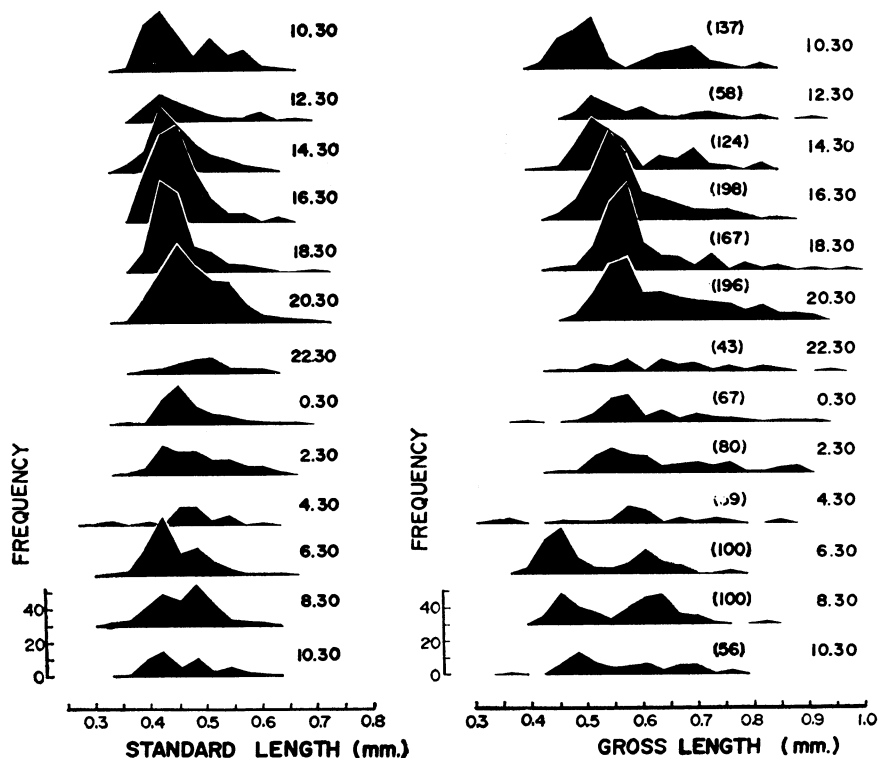 10.30 (137) 10.30
12.30 (58) 12.30
14.30 (124) 14.30
16.30 (198) 16.30
18.30 (167) 18.30
20.30 (196) 20.30
22.30 (43) 22.30
0.30 (67) 0.30
2.30 (80) 2.30
4.30 4.30
6.30 (100) 6.30
8.30 (100) 8.30
10.30 (56) 10.30
FREQUENCY
40
20
0
FREQUENCY
40
20
0
0.3 0.4 0.5 0.6 0.7 0.8
STANDARD LENGTH (mm.)
0.3 0.4 0.5 0.6 0.7 0.8 0.9 1.0
GROSS LENGTH (mm.)